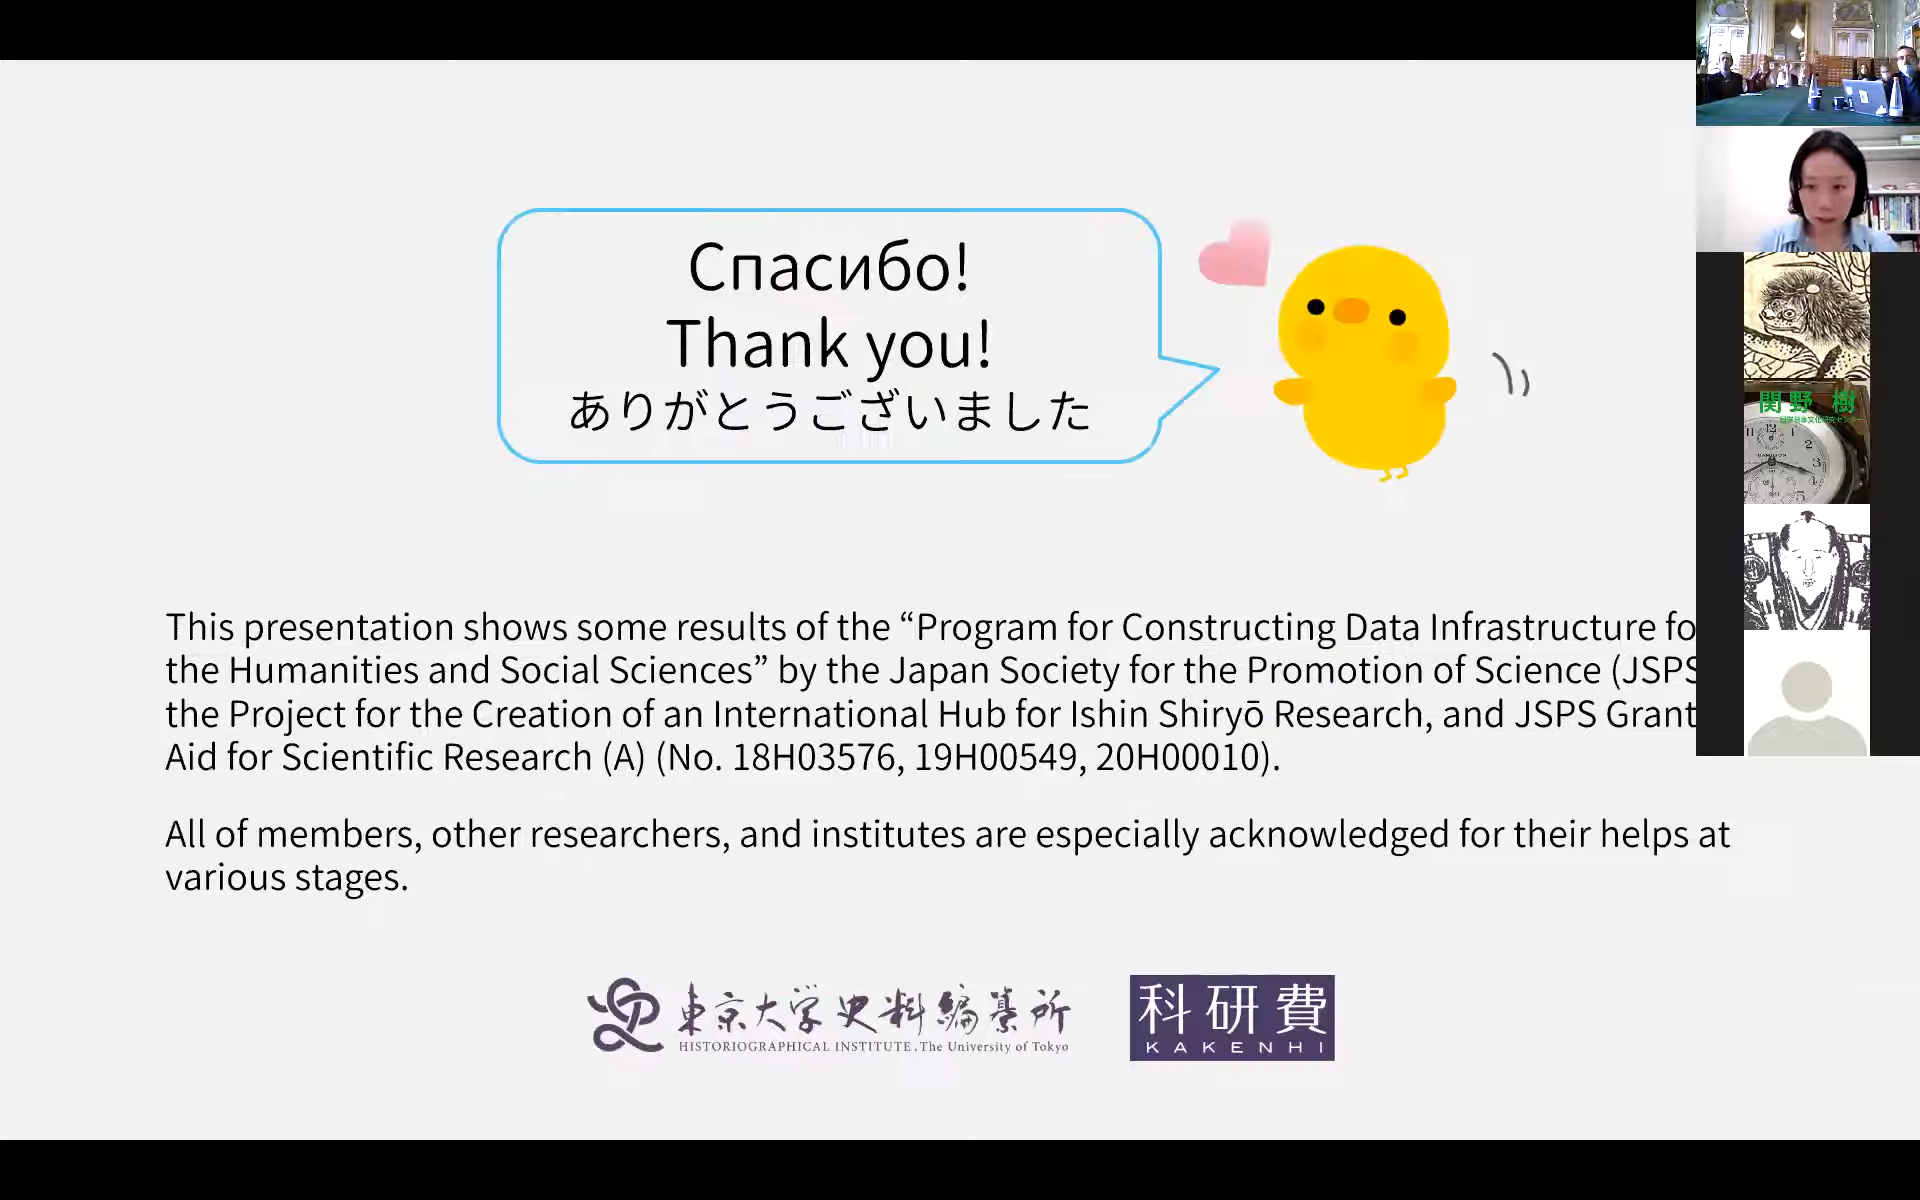 Спасибо!
Thank you!
ありがとうございました
This presentation shows some results of the “Program for Constructing Data Infrastructure fo
the Humanities and Social Sciences” by the Japan Society for the Promotion of Science (JSPS
the Project for the Creation of an International Hub for Ishin Shiryō Research, and JSPS Grant
Aid for Scientific Research (A) (No. 18H03576, 19H00549, 20H00010).
All of members, other researchers, and institutes are especially acknowledged for their helps at
various stages.
東京大学史料編纂所
HISTORIOGRAPHICAL INSTITUTE, The University of Tokyo
科研費
KAKENHI
関野 樹